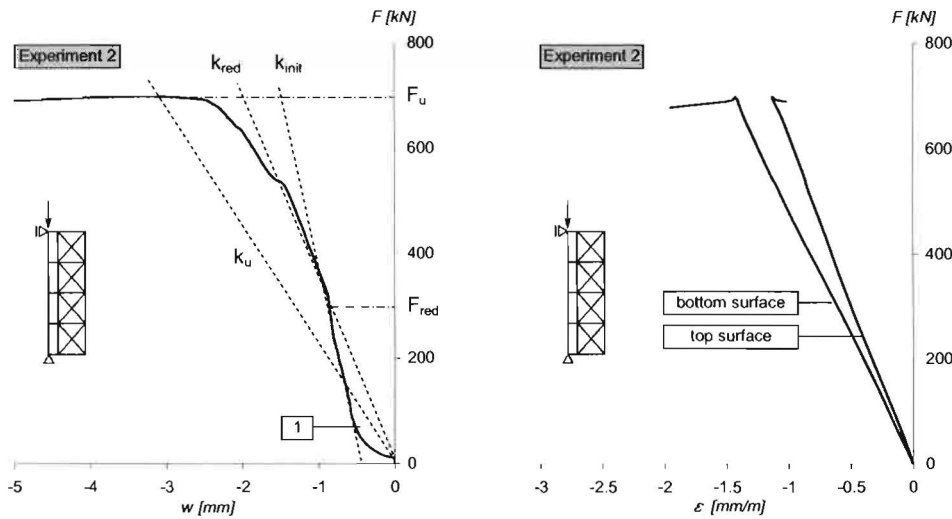 F [kN]
800
Experiment 2
k_red
k_init
F_u
600
400
k_u
F_red
200
1
0
-5
-4
-3
-2
-1
0
w [mm]
F [kN]
800
Experiment 2
600
400
bottom surface
top surface
200
0
-3
-2.5
-2
-1.5
-1
-0.5
0
ε [mm/m]